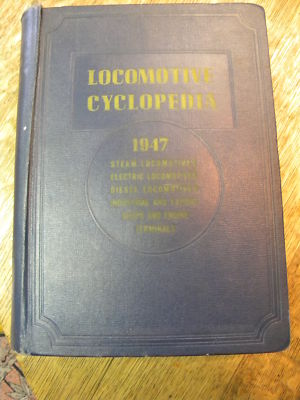 LOCOMOTIVE
CYCLOPEDIA
1947
STEAM LOCOMOTIVES
ELECTRIC LOCOMOTIVES
DIESEL LOCOMOTIVES
INDUSTRIAL AND
SHOPS AND ENGINE
TERMINALS